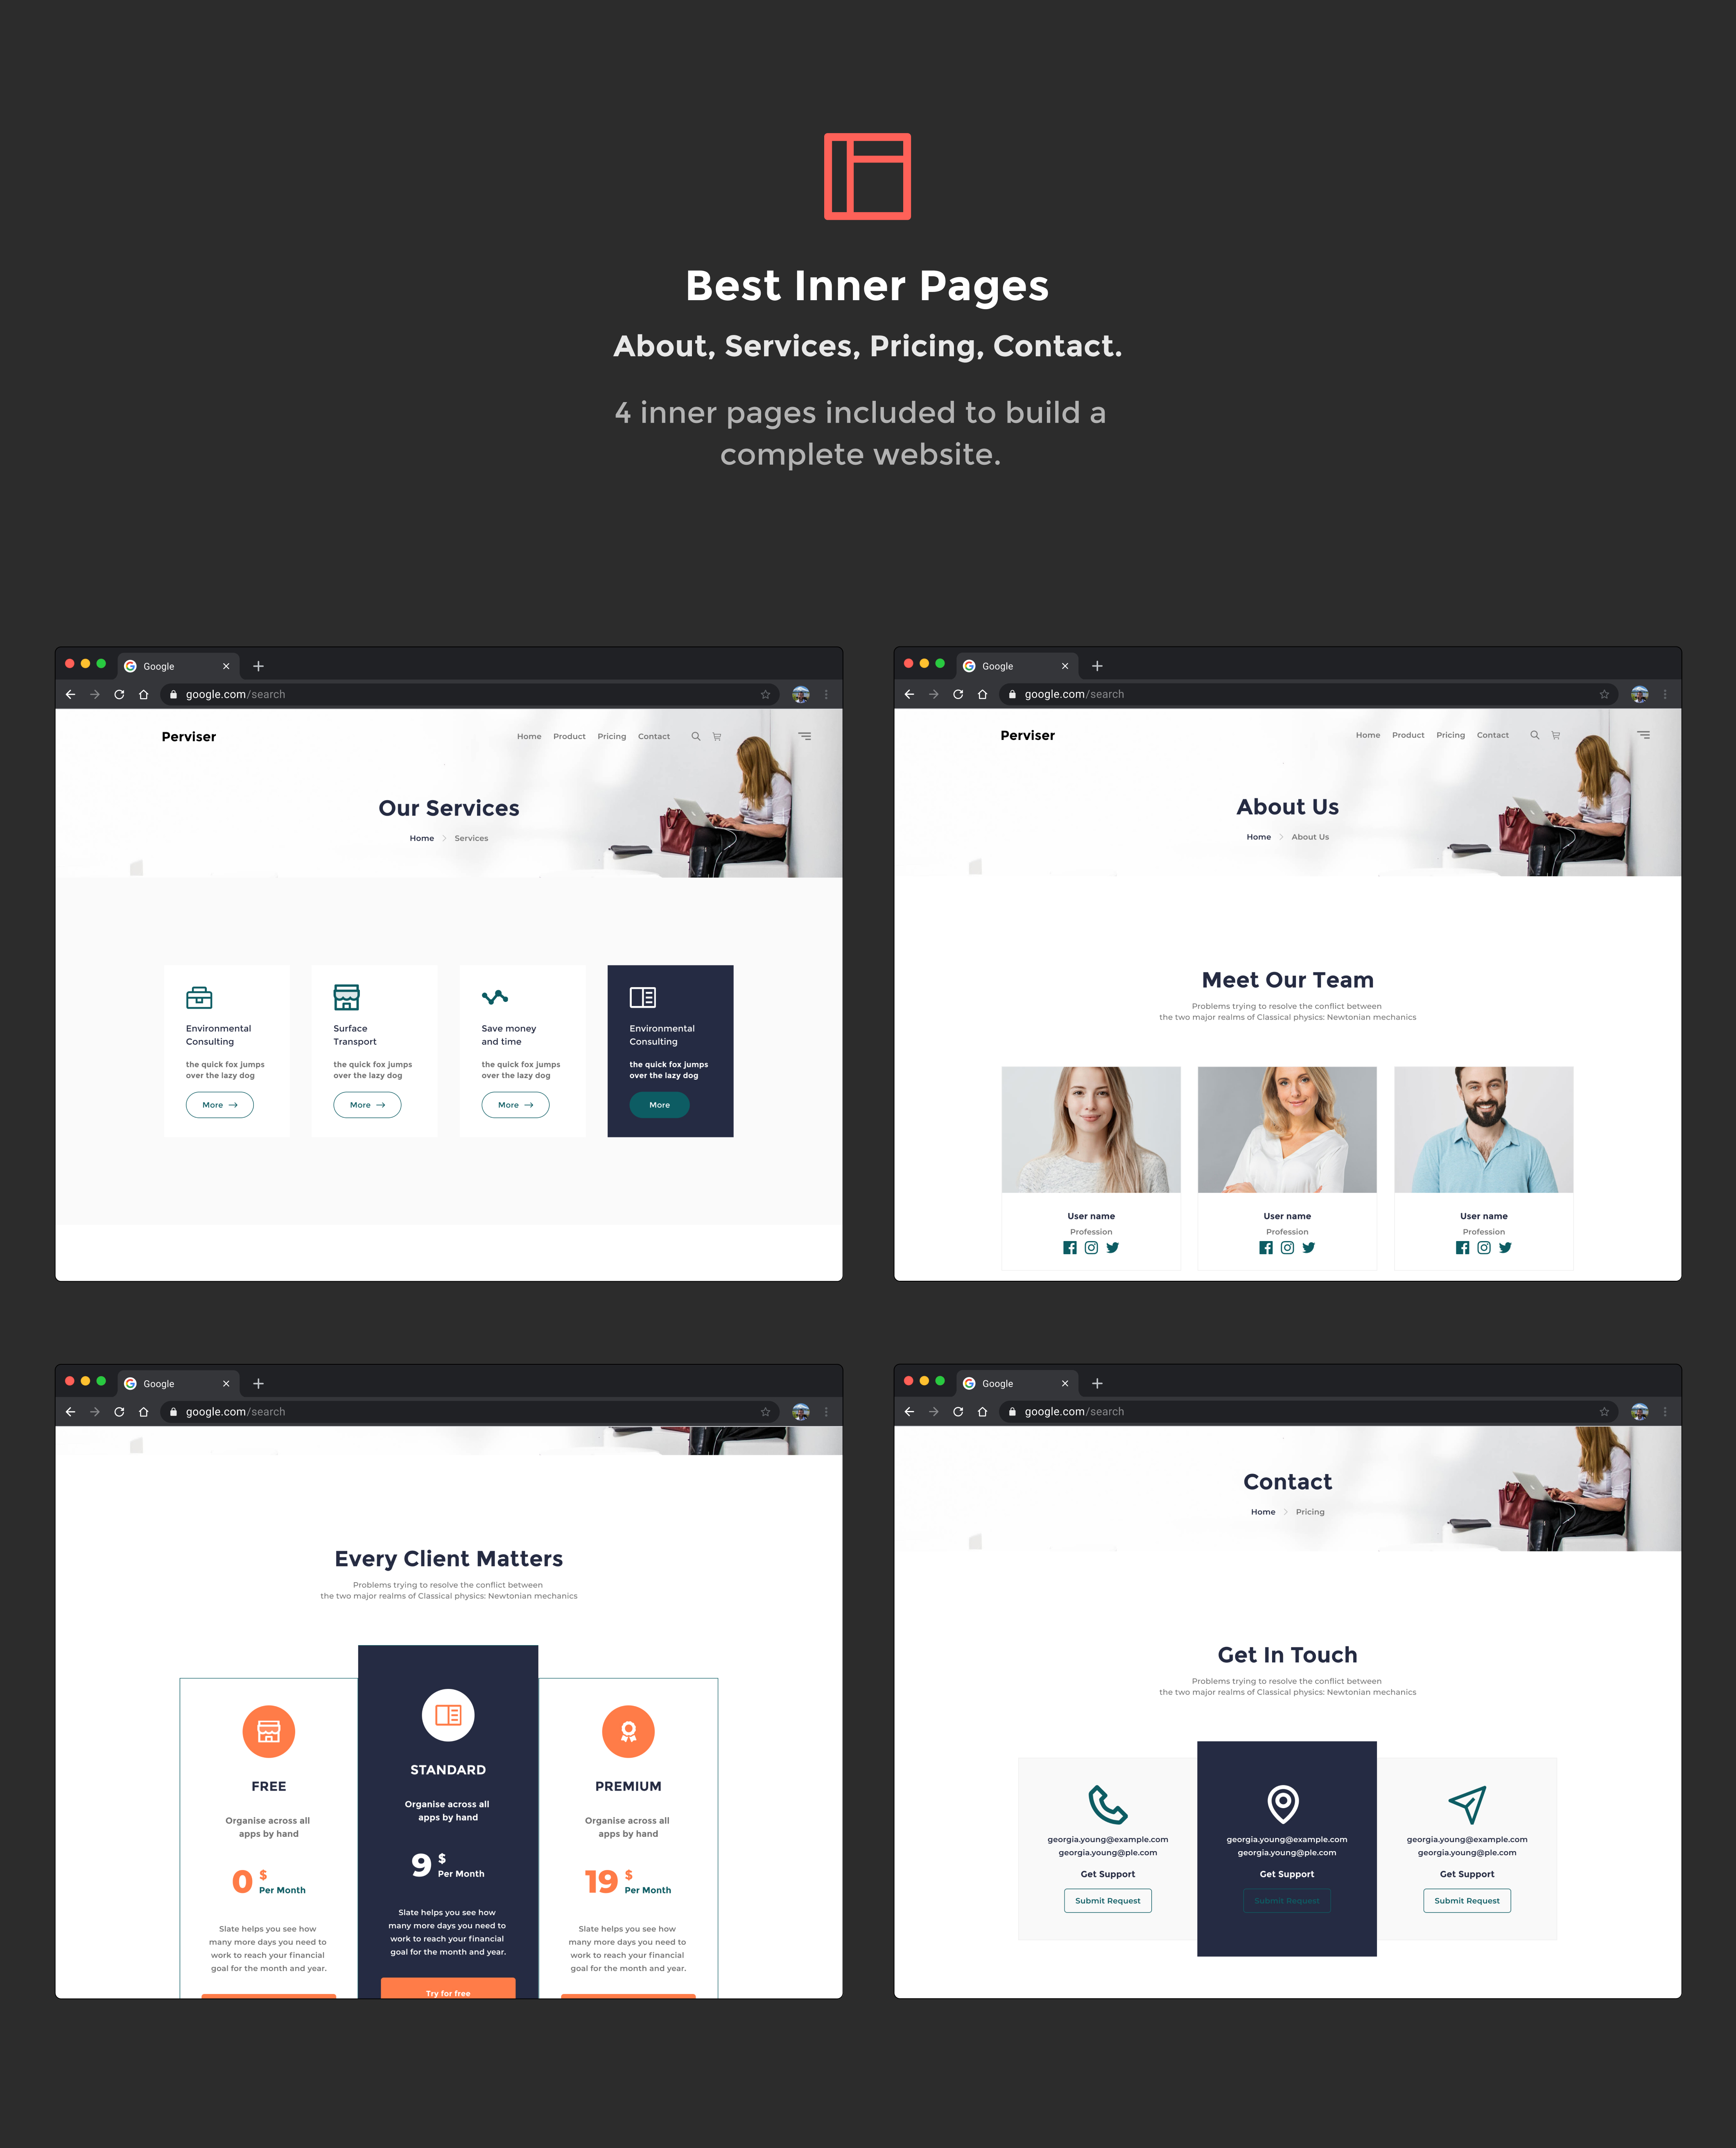 Best Inner Pages
About, Services, Pricing, Contact.
4 inner pages included to build a
complete website.
Google
google.com/search
Perviser
Home Product Pricing Contact
Our Services
Home Services
Environmental
Consulting
the quick fox jumps
over the lazy dog
More
Surface
Transport
the quick fox jumps
over the lazy dog
More
Save money
and time
the quick fox jumps
over the lazy dog
More
Environmental
Consulting
the quick fox jumps
over the lazy dog
More
Google
google.com/search
Perviser
Home Product Pricing Contact
About Us
Home About Us
Meet Our Team
Problems trying to resolve the conflict between
the two major realms of Classical physics: Newtonian mechanics
User name
Profession
User name
Profession
User name
Profession
Google
google.com/search
Every Client Matters
Problems trying to resolve the conflict between
the two major realms of Classical physics: Newtonian mechanics
FREE
Organise across all
apps by hand
0 $
Per Month
Slate helps you see how
many more days you need to
work to reach your financial
goal for the month and year.
STANDARD
Organise across all
apps by hand
9 $
Per Month
Slate helps you see how
many more days you need to
work to reach your financial
goal for the month and year.
Try for free
PREMIUM
Organise across all
apps by hand
19 $
Per Month
Slate helps you see how
many more days you need to
work to reach your financial
goal for the month and year.
Google
google.com/search
Contact
Home Pricing
Get In Touch
Problems trying to resolve the conflict between
the two major realms of Classical physics: Newtonian mechanics
georgia.young@example.com
georgia.young@ple.com
Get Support
Submit Request
georgia.young@example.com
georgia.young@ple.com
Get Support
Submit Request
georgia.young@example.com
georgia.young@ple.com
Get Support
Submit Request